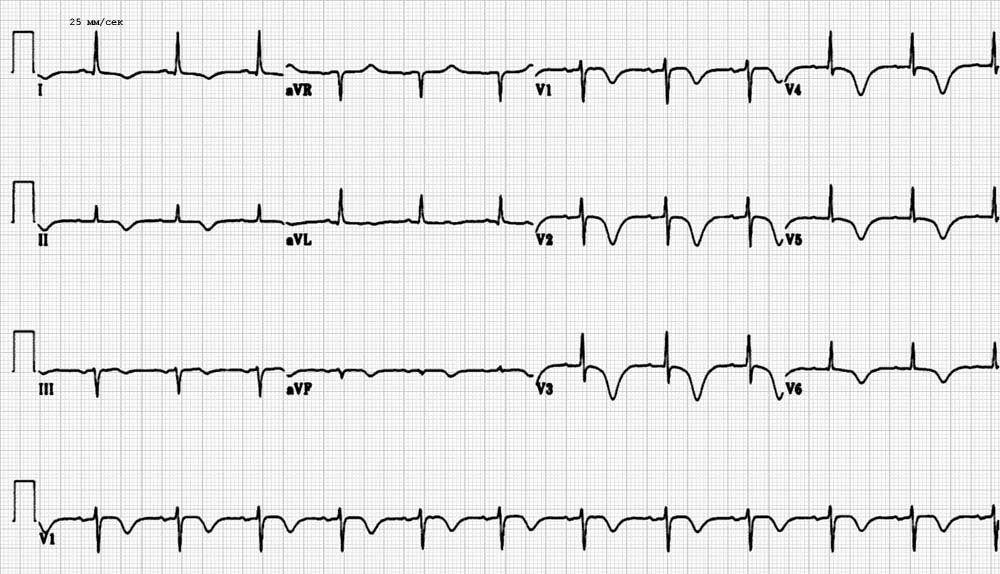 25 мм/сек
I aVR V1 V4
II aVL V2 V5
III aVF V3 V6
V1